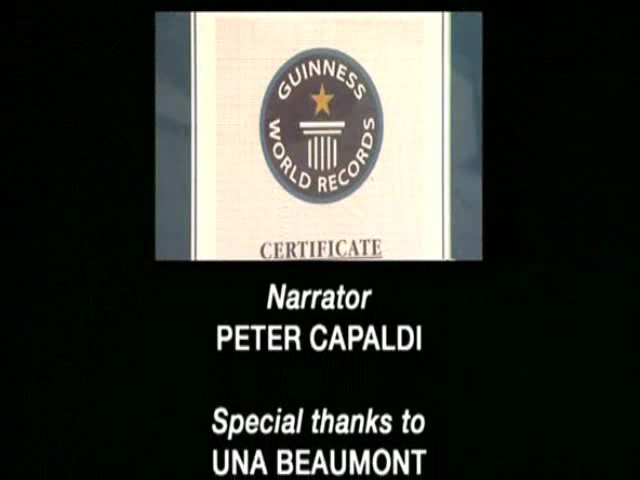 GUINNESS
WORLD RECORDS
CERTIFICATE
Narrator
PETER CAPALDI
Special thanks to
UNA BEAUMONT